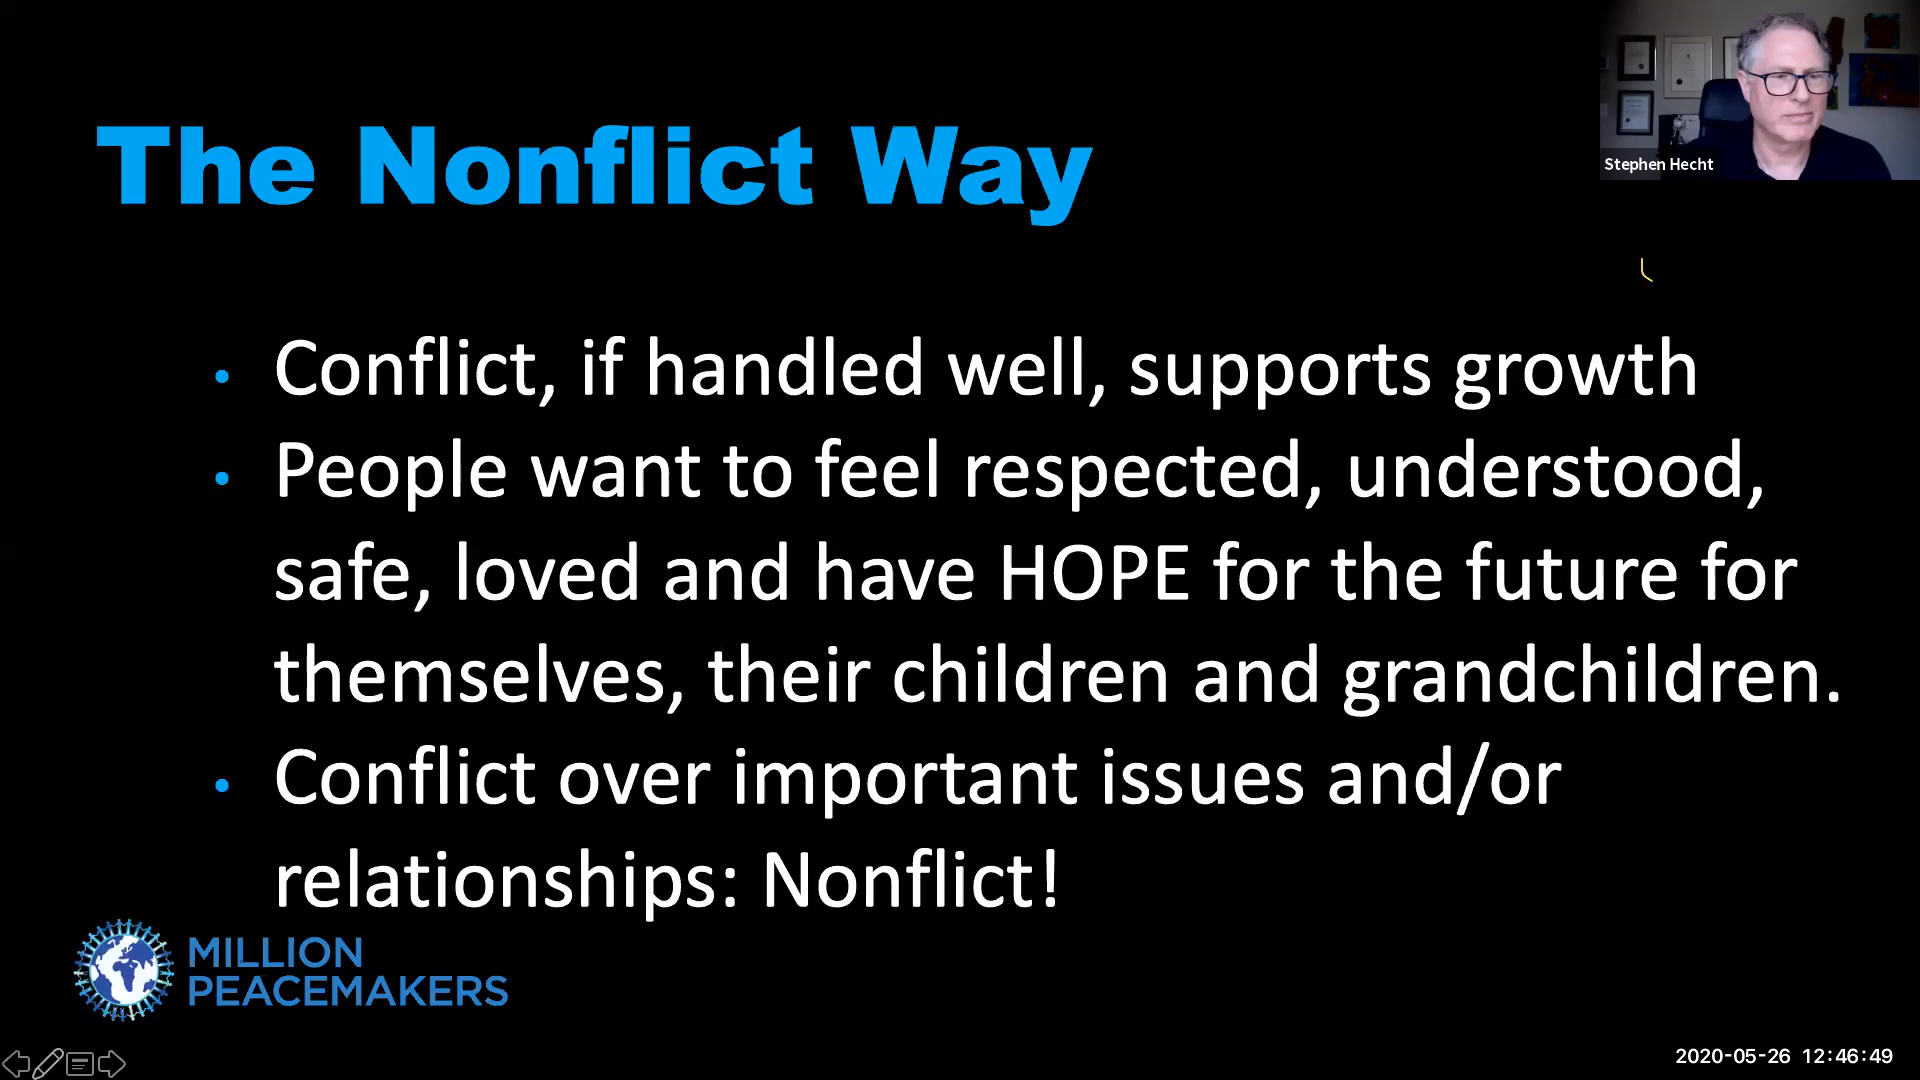 The Nonflict Way
Stephen Hecht
• Conflict, if handled well, supports growth
• People want to feel respected, understood,
safe, loved and have HOPE for the future for
themselves, their children and grandchildren.
• Conflict over important issues and/or
relationships: Nonflict!
MILLION
PEACEMAKERS
2020-05-26 12:46:49